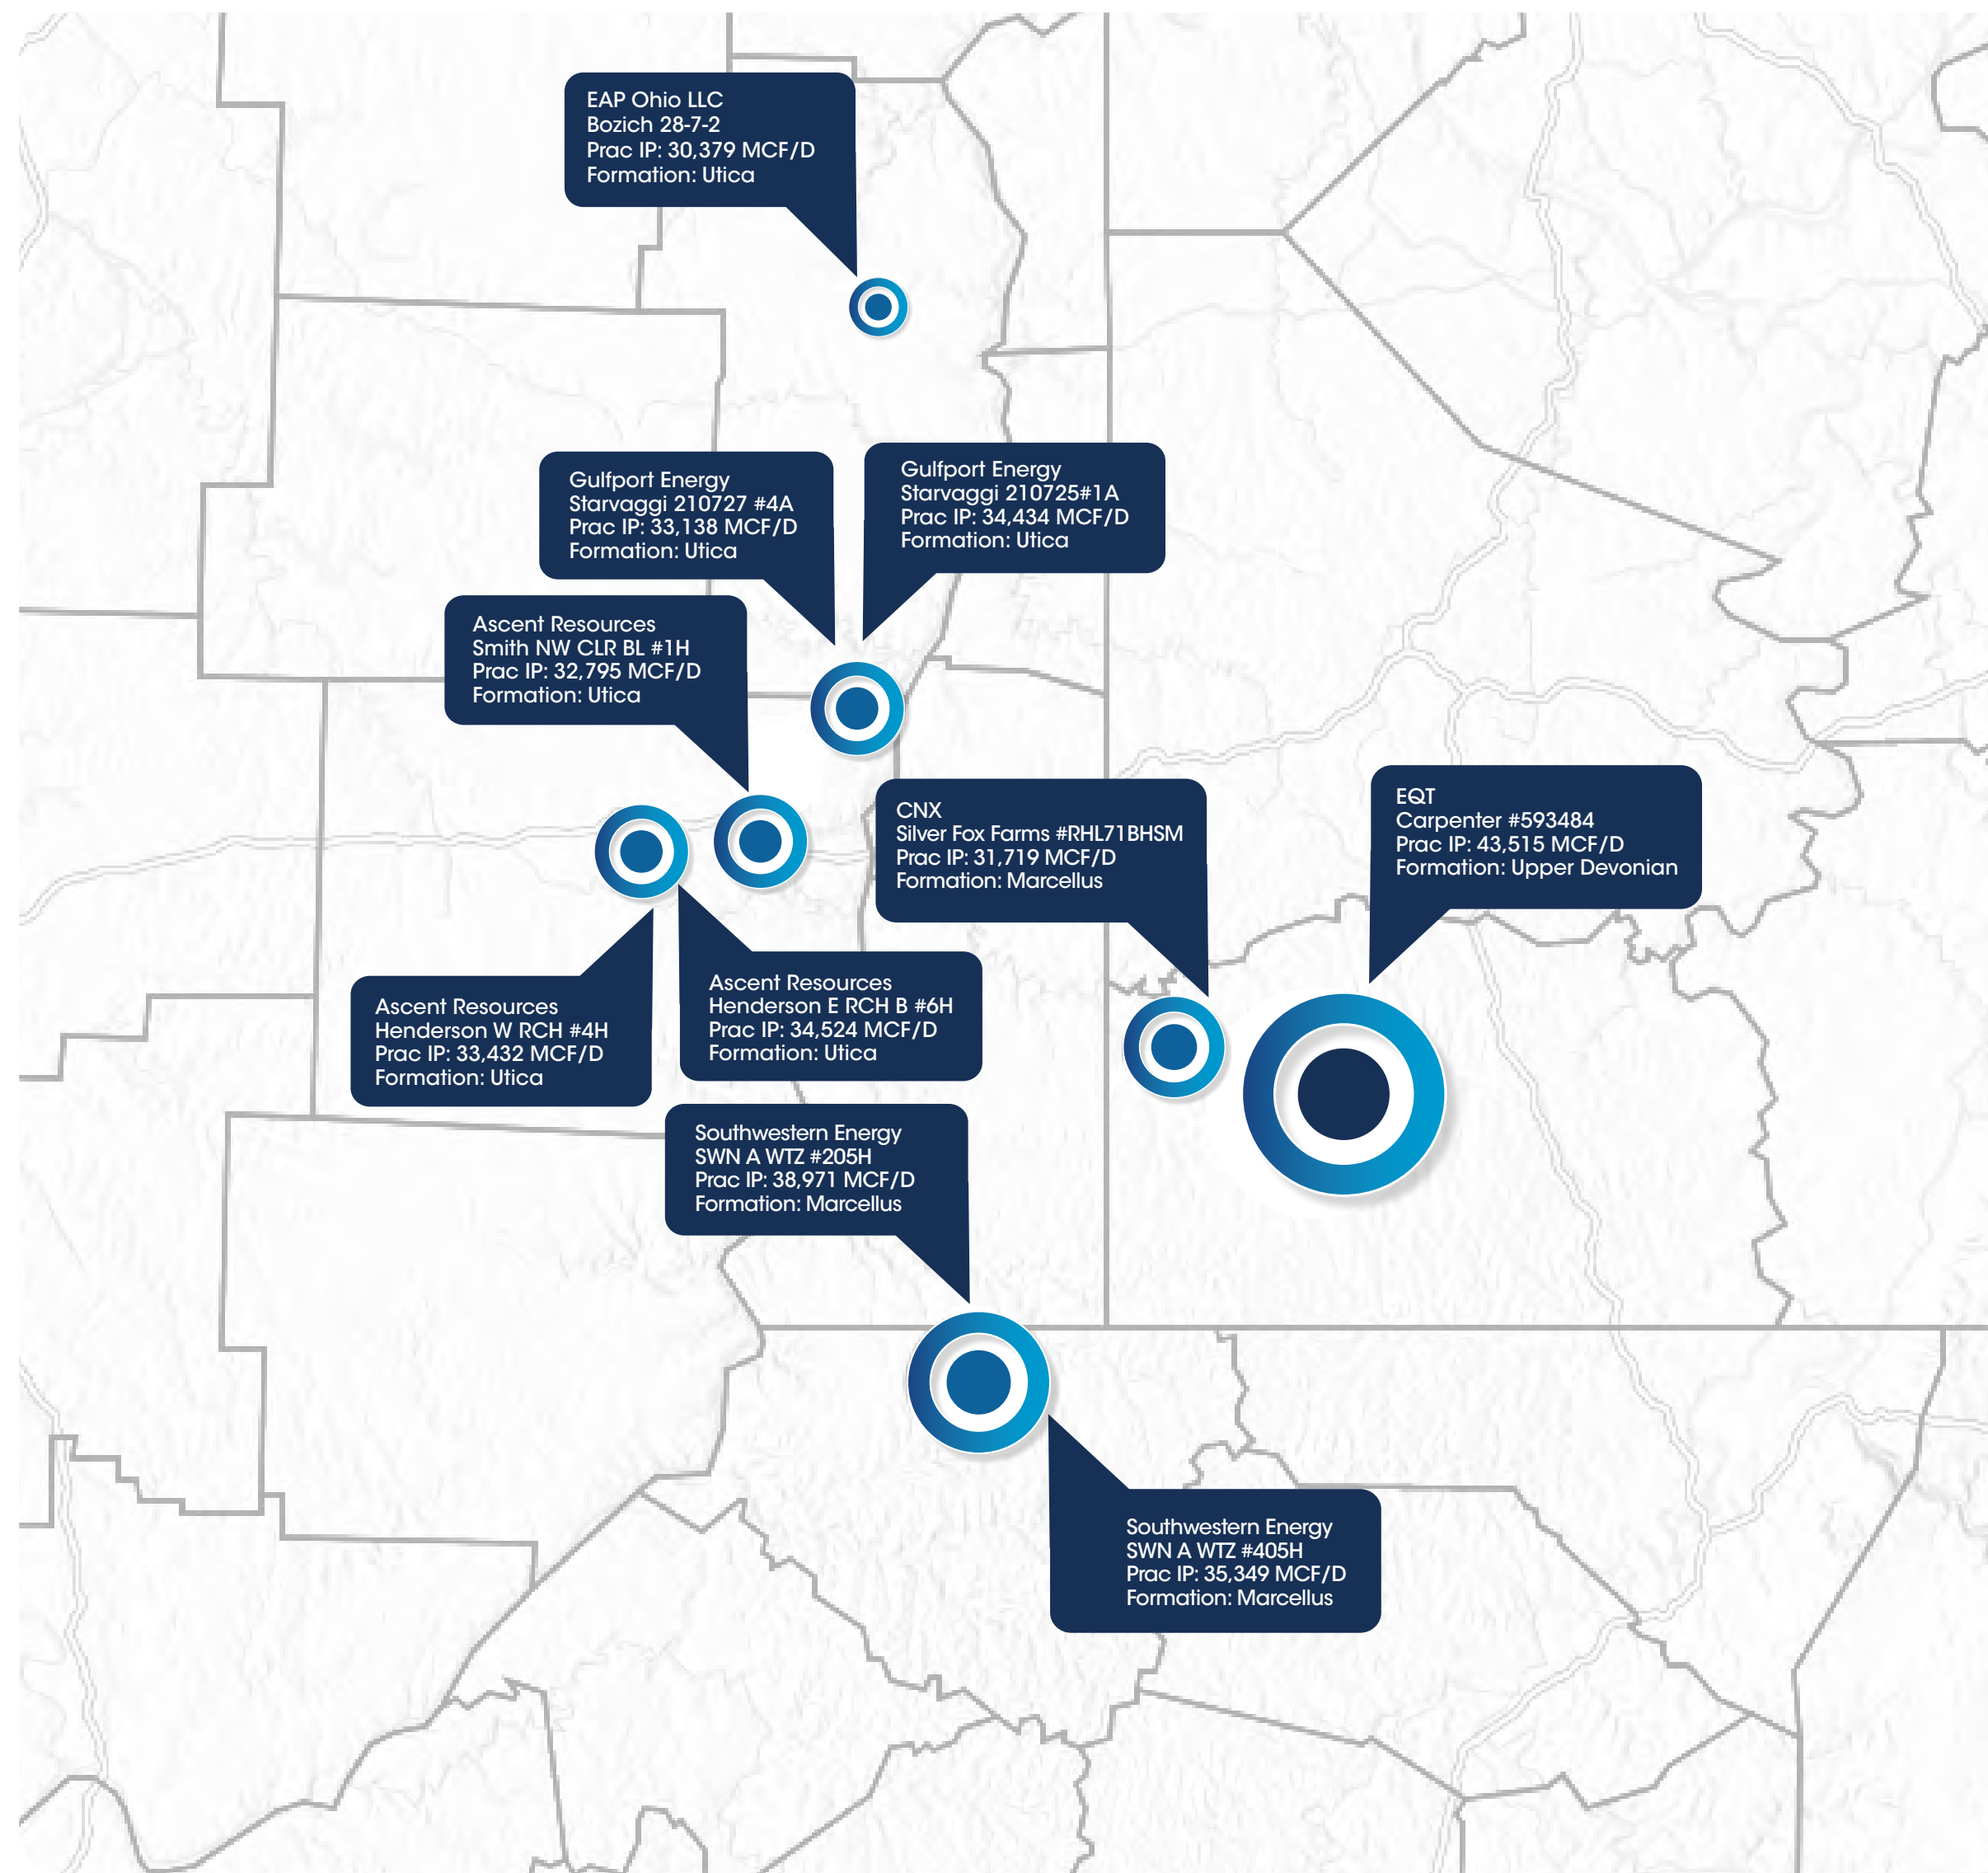 EAP Ohio LLC
Bozich 28-7-2
Prac IP: 30,379 MCF/D
Formation: Utica
Gulfport Energy
Starvaggi 210727 #4A
Prac IP: 33,138 MCF/D
Formation: Utica
Gulfport Energy
Starvaggi 210725#1A
Prac IP: 34,434 MCF/D
Formation: Utica
Ascent Resources
Smith NW CLR BL #1H
Prac IP: 32,795 MCF/D
Formation: Utica
CNX
Silver Fox Farms #RHL71BHSM
Prac IP: 31,719 MCF/D
Formation: Marcellus
EQT
Carpenter #593484
Prac IP: 43,515 MCF/D
Formation: Upper Devonian
Ascent Resources
Henderson W RCH #4H
Prac IP: 33,432 MCF/D
Formation: Utica
Ascent Resources
Henderson E RCH B #6H
Prac IP: 34,524 MCF/D
Formation: Utica
Southwestern Energy
SWN A WTZ #205H
Prac IP: 38,971 MCF/D
Formation: Marcellus
Southwestern Energy
SWN A WTZ #405H
Prac IP: 35,349 MCF/D
Formation: Marcellus